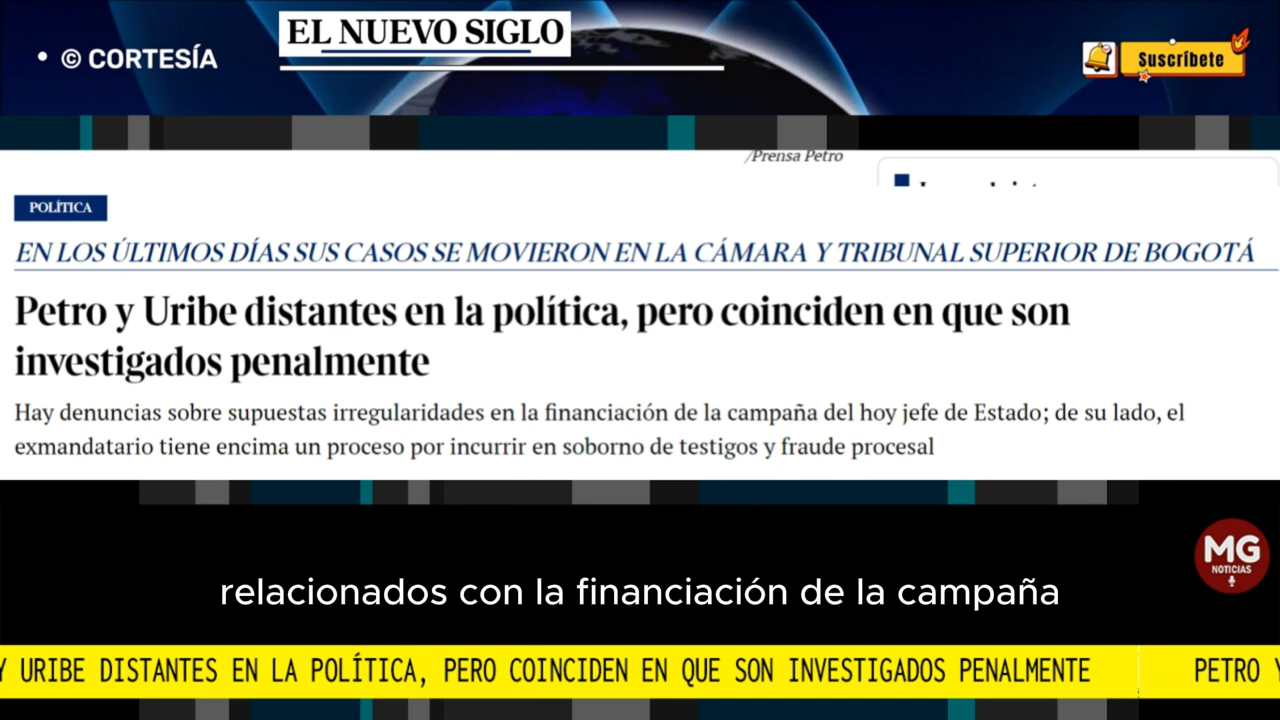 • © CORTESÍA
EL NUEVO SIGLO
Suscríbete
/Prensa Petro
POLÍTICA
EN LOS ÚLTIMOS DÍAS SUS CASOS SE MOVIERON EN LA CÁMARA Y TRIBUNAL SUPERIOR DE BOGOTÁ
Petro y Uribe distantes en la política, pero coinciden en que son
investigados penalmente
Hay denuncias sobre supuestas irregularidades en la financiación de la campaña del hoy jefe de Estado; de su lado, el
exmandatario tiene encima un proceso por incurrir en soborno de testigos y fraude procesal
MG
NOTICIAS
relacionados con la financiación de la campaña
Y URIBE DISTANTES EN LA POLÍTICA, PERO COINCIDEN EN QUE SON INVESTIGADOS PENALMENTE PETRO Y